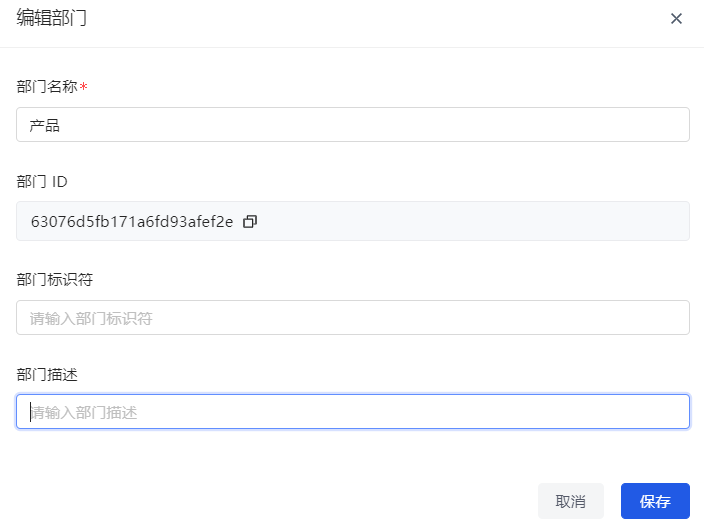 编辑部门
部门名称*
产品
部门 ID
63076d5fb171a6fd93afef2e
部门标识符
请输入部门标识符
部门描述
请输入部门描述
取消 保存